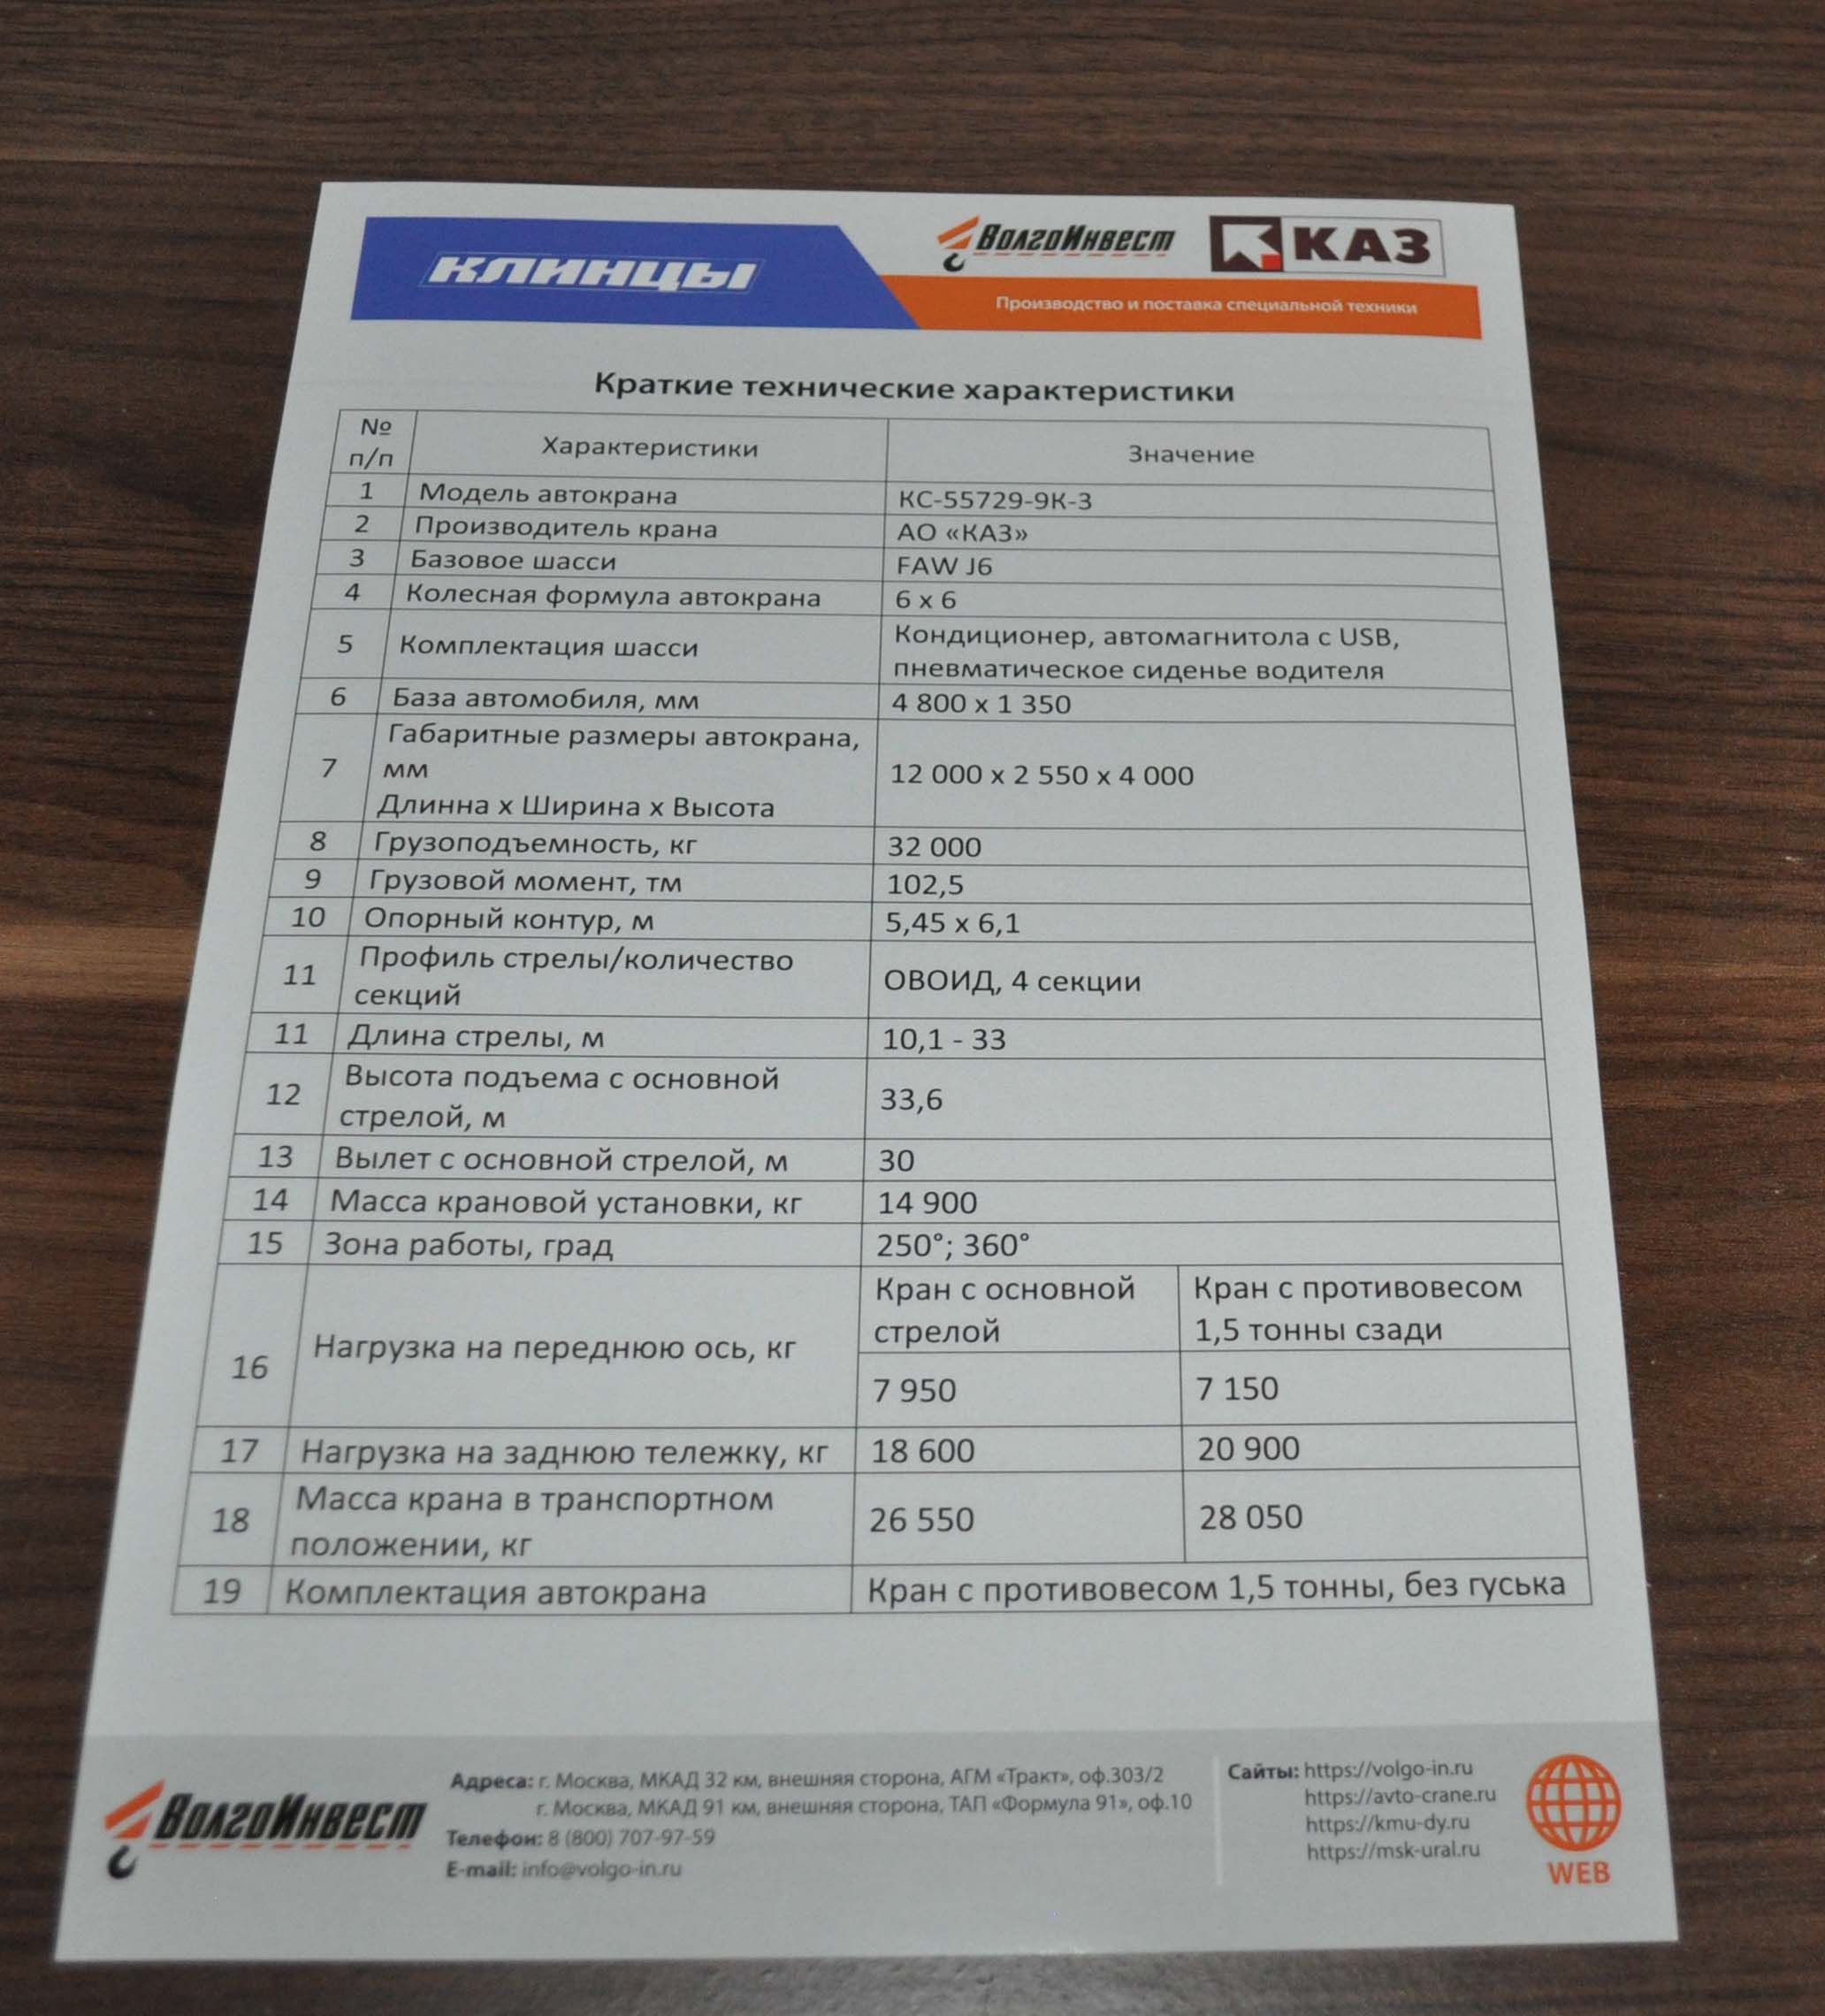 КЛИНЦЫ
ВолгоИнвест
КАЗ
Производство и поставка специальной техники
Краткие технические характеристики
№ п/п Характеристики Значение
1 Модель автокрана КС-55729-9К-3
2 Производитель крана АО «КАЗ»
3 Базовое шасси FAW J6
4 Колесная формула автокрана 6 x 6
5 Комплектация шасси Кондиционер, автомагнитола с USB,
пневматическое сиденье водителя
6 База автомобиля, мм 4 800 x 1 350
Габаритные размеры автокрана,
7 мм 12 000 x 2 550 x 4 000
Длинна x Ширина x Высота
8 Грузоподъемность, кг 32 000
9 Грузовой момент, тм 102,5
10 Опорный контур, м 5,45 x 6,1
11 Профиль стрелы/количество
секций ОВОИД, 4 секции
11 Длина стрелы, м 10,1 - 33
12 Высота подъема с основной
стрелой, м 33,6
13 Вылет с основной стрелой, м 30
14 Масса крановой установки, кг 14 900
15 Зона работы, град 250°; 360°
16 Нагрузка на переднюю ось, кг
Кран с основной
стрелой
Кран с противовесом
1,5 тонны сзади
7 950 7 150
17 Нагрузка на заднюю тележку, кг 18 600 20 900
18 Масса крана в транспортном
положении, кг 26 550 28 050
19 Комплектация автокрана Кран с противовесом 1,5 тонны, без гуська
ВолгоИнвест
Адреса: г. Москва, МКАД 32 км, внешняя сторона, АГМ «Тракт», оф.303/2
г. Москва, МКАД 91 км, внешняя сторона, ТАП «Формула 91», оф.10
Телефон: 8 (800) 707-97-59
E-mail: info@volgo-in.ru
Сайты: https://volgo-in.ru
https://avto-crane.ru
https://kmu-dy.ru
https://msk-ural.ru
WEB